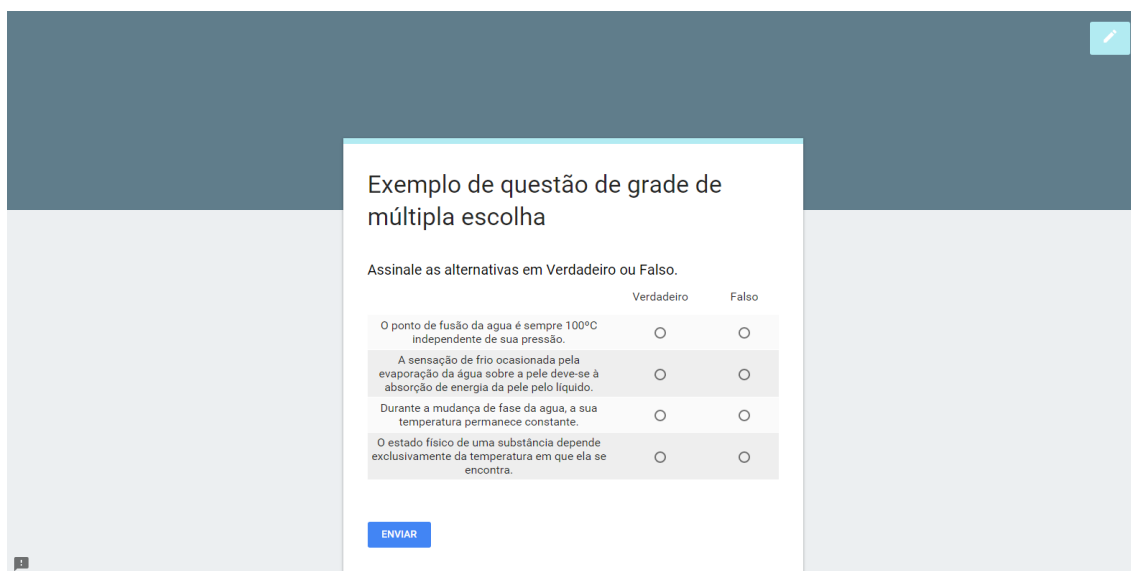 Exemplo de questão de grade de
múltipla escolha
Assinale as alternativas em Verdadeiro ou Falso.
Verdadeiro Falso
O ponto de fusão da agua é sempre 100ºC
independente de sua pressão.
A sensação de frio ocasionada pela
evaporação da água sobre a pele deve-se à
absorção de energia da pele pelo líquido.
Durante a mudança de fase da agua, a sua
temperatura permanece constante.
O estado físico de uma substância depende
exclusivamente da temperatura em que ela se
encontra.
ENVIAR